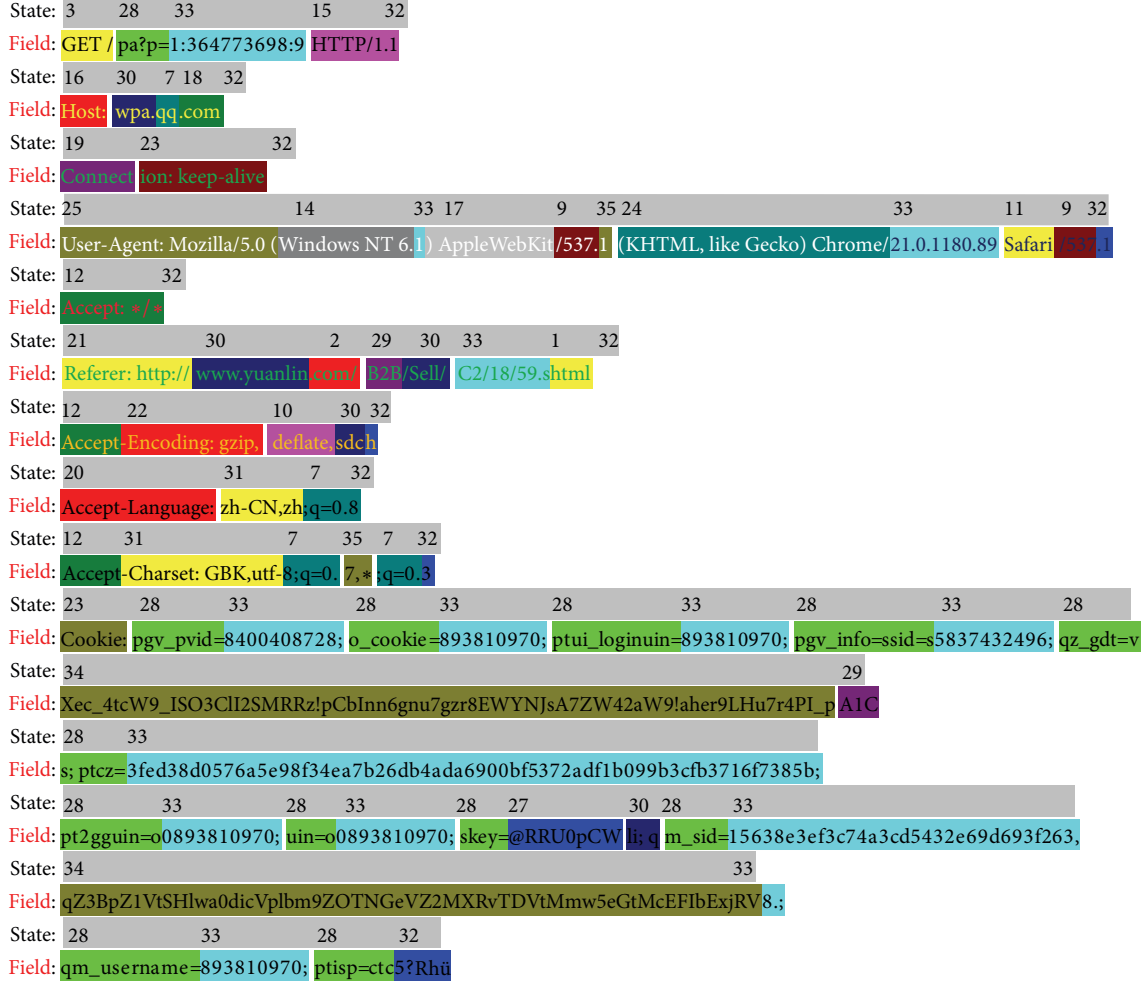 State: 3 28 33 15 32
Field: GET / pa?p=1:364773698:9 HTTP/1.1
State: 16 30 7 18 32
Field: Host: wpa.qq.com
State: 19 23 32
Field: Connect ion: keep-alive
State: 25 14 33 17 9 35 24 33 11 9 32
Field: User-Agent: Mozilla/5.0 (Windows NT 6.1) AppleWebKit/537.1 (KHTML, like Gecko) Chrome/21.0.1180.89 Safari/537.1
State: 12 32
Field: Accept: */*
State: 21 30 2 29 30 33 1 32
Field: Referer: http:// www.yuanlin.com/ B2B/Sell/ C2/18/59.shtml
State: 12 22 10 30 32
Field: Accept-Encoding: gzip, deflate,sdch
State: 20 31 7 32
Field: Accept-Language: zh-CN,zh;q=0.8
State: 12 31 7 35 7 32
Field: Accept-Charset: GBK,utf-8;q=0. 7,* ;q=0.3
State: 23 28 33 28 33 28 33 28 33 28
Field: Cookie: pgv_pvid=8400408728; o_cookie=893810970; ptui_loginuin=893810970; pgv_info=ssid=s5837432496; qz_gdt=v
State: 34 29
Field: Xec_4tcW9_ISO3ClI2SMRRz!pCbInn6gnu7gzr8EWYNJsA7ZW42aW9!aher9LHu7r4PI_p A1C
State: 28 33
Field: s; ptcz=3fed38d0576a5e98f34ea7b26db4ada6900bf5372adf1b099b3cfb3716f7385b;
State: 28 33 28 33 28 27 30 28 33
Field: pt2gguin=o0893810970; uin=o0893810970; skey=@RRU0pCW li; q m_sid=15638e3ef3c74a3cd5432e69d693f263,
State: 34 33
Field: qZ3BpZ1VtSHlwa0dicVplbm9ZOTNGeVZ2MXRvTDVtMmw5eGtMcEFIbExjRV8.;
State: 28 33 28 32
Field: qm_username=893810970; ptisp=ctc5?Rhü